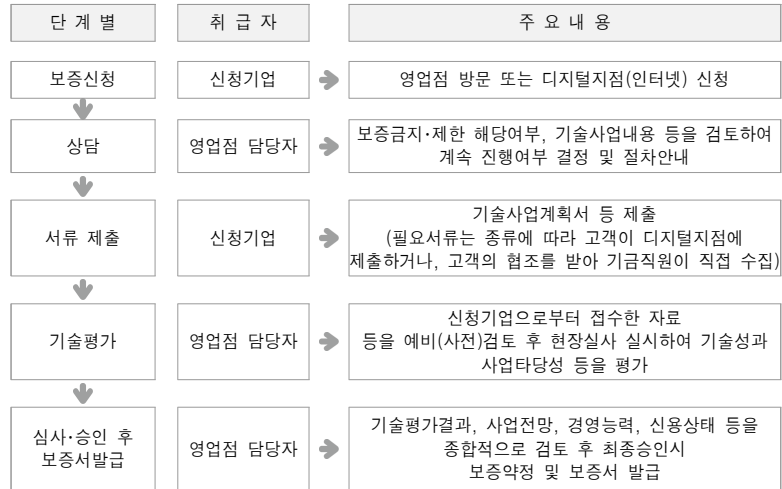 단 계 별
취 급 자
주 요 내 용
보증신청
신청기업
영업점 방문 또는 디지털지점(인터넷) 신청
상담
영업점 담당자
보증금지·제한 해당여부, 기술사업내용 등을 검토하여
계속 진행여부 결정 및 절차안내
서류 제출
신청기업
기술사업계획서 등 제출
(필요서류는 종류에 따라 고객이 디지털지점에
제출하거나, 고객의 협조를 받아 기금직원이 직접 수집)
기술평가
영업점 담당자
신청기업으로부터 접수한 자료
등을 예비(사전)검토 후 현장실사 실시하여 기술성과
사업타당성 등을 평가
심사·승인 후
보증서발급
영업점 담당자
기술평가결과, 사업전망, 경영능력, 신용상태 등을
종합적으로 검토 후 최종승인시
보증약정 및 보증서 발급